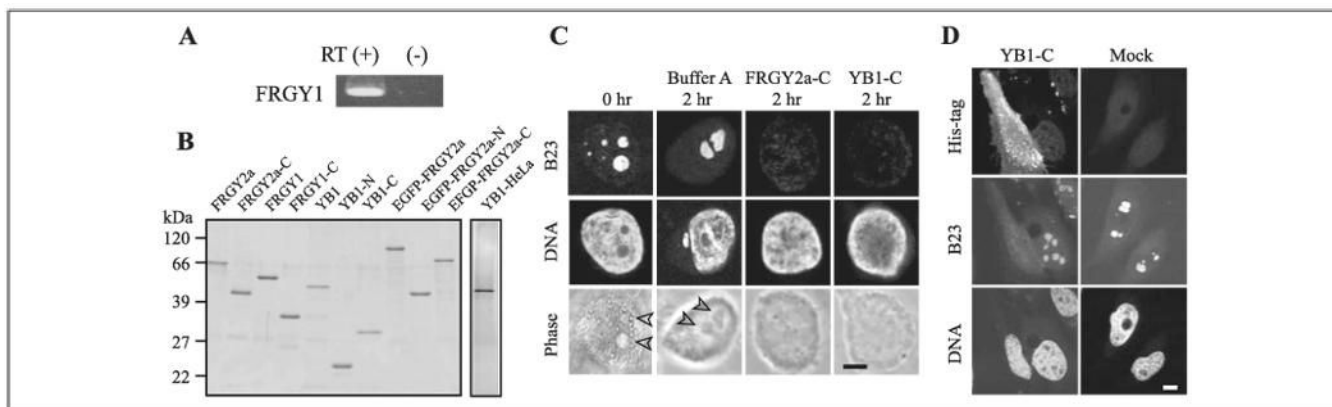 A
RT (+) (-)
FRGY1
B
FRGY2a
FRGY2a-C
FRGY1
FRGY1-C
YB1
YB1-N
YB1-C
EGFP-FRGY2a
EGFP-FRGY2a-N
EFGP-FRGY2a-C
YB1-HeLa
kDa
120
66
39
27
22
C
Buffer A FRGY2a-C YB1-C
0 hr 2 hr 2 hr 2 hr
B23
DNA
Phase
D
YB1-C Mock
His-tag
B23
DNA